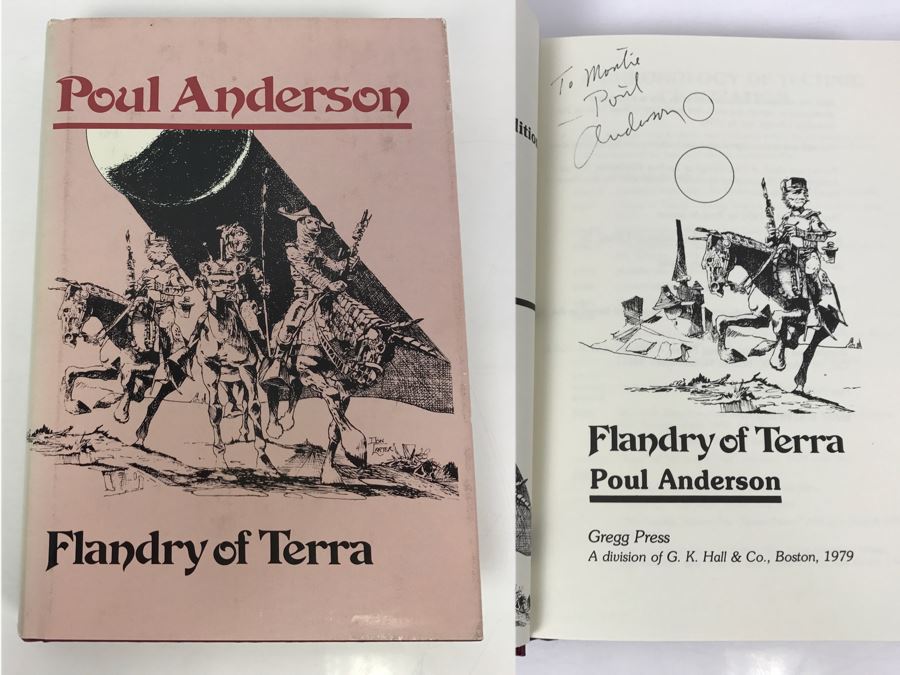 Poul Anderson
Flandry of Terra
To Montie
— Poul
Anderson
Flandry of Terra
Poul Anderson
Gregg Press
A division of G. K. Hall & Co., Boston, 1979